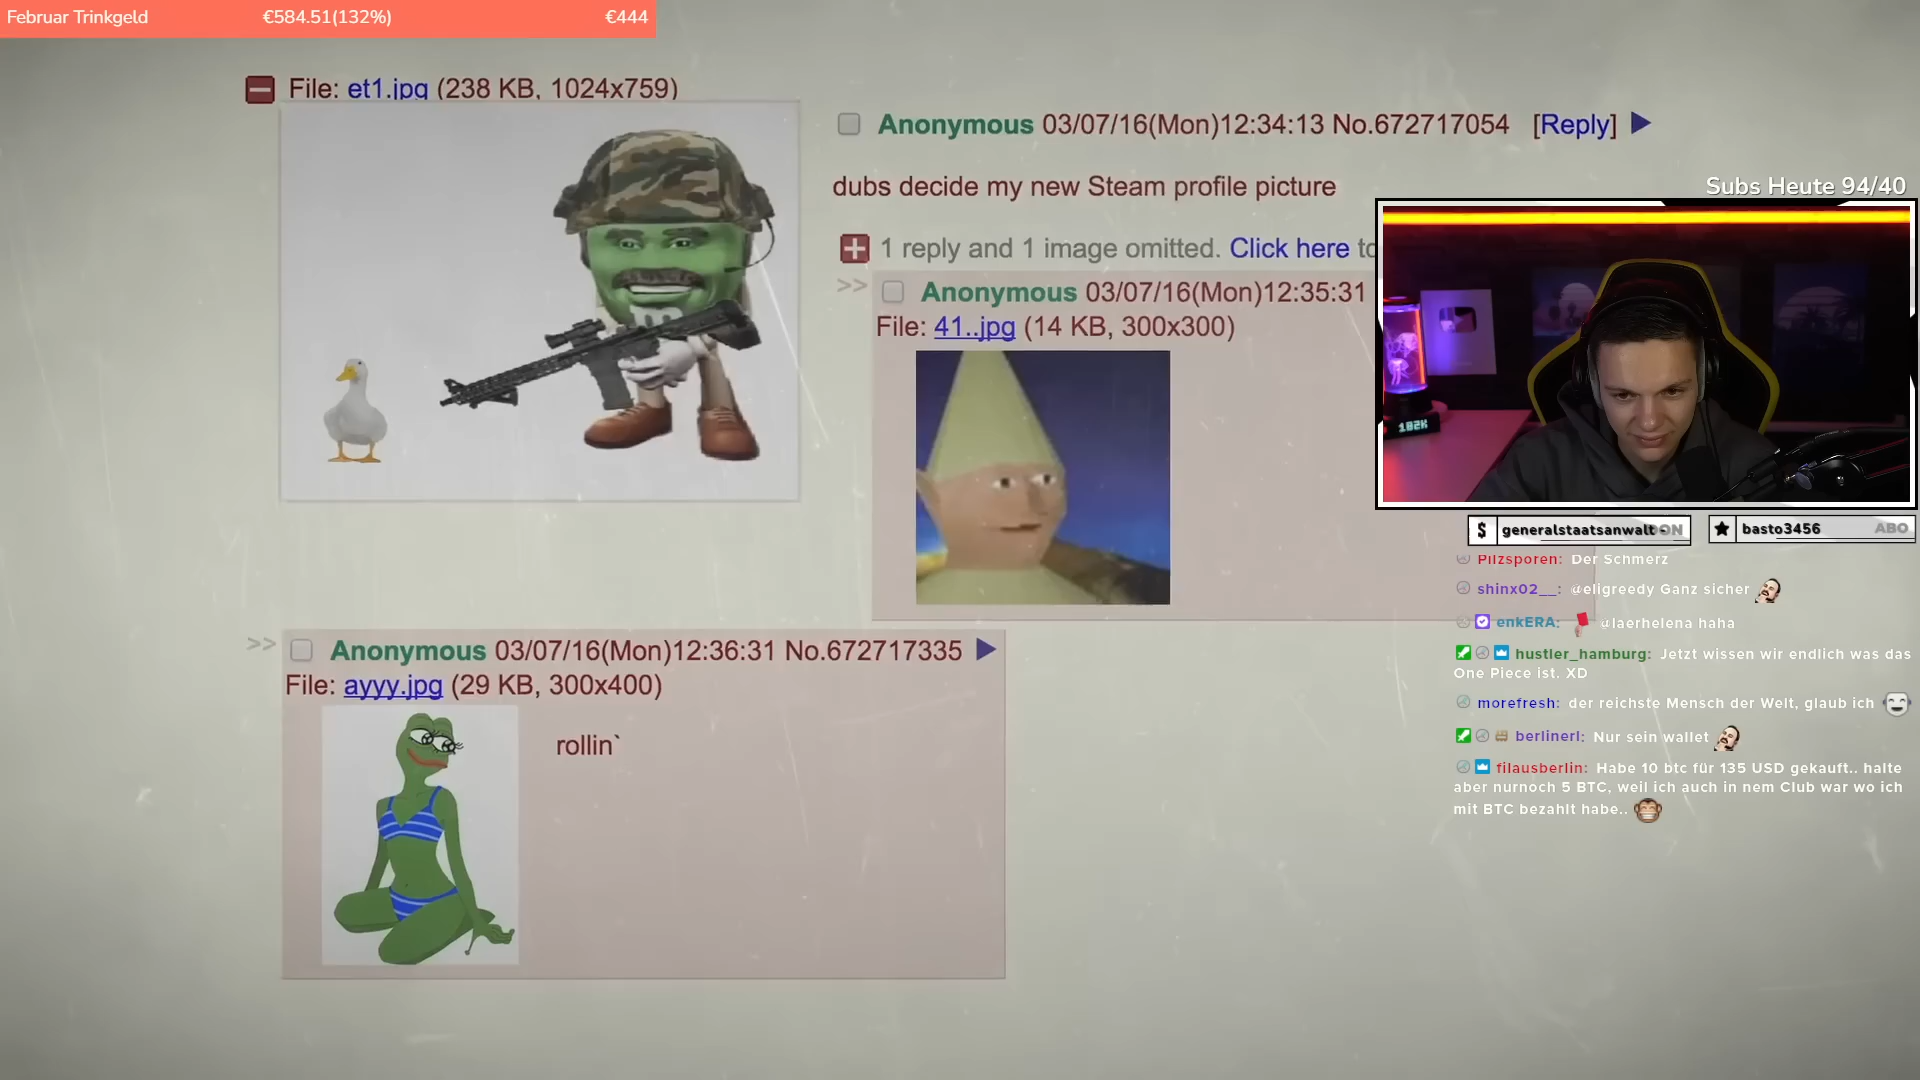 Februar Trinkgeld €584.51(132%) €444
File: et1.jpg (238 KB, 1024x759)
Anonymous 03/07/16(Mon)12:34:13 No.672717054 [Reply]
dubs decide my new Steam profile picture
1 reply and 1 image omitted. Click here to
>> Anonymous 03/07/16(Mon)12:35:31
File: 41..jpg (14 KB, 300x300)
>> Anonymous 03/07/16(Mon)12:36:31 No.672717335
File: ayyy.jpg (29 KB, 300x400)
rollin`
Subs Heute 94/40
102K
$ generalstaatsanwalt - DON
basto3456 ABO
Pilzsporen: Der Schmerz
shinx02__: @eligreedy Ganz sicher
enkERA: @laerhelena haha
hustler_hamburg: Jetzt wissen wir endlich was das
One Piece ist. XD
morefresh: der reichste Mensch der Welt, glaub ich
berlinerl: Nur sein wallet
filausberlin: Habe 10 btc für 135 USD gekauft.. halte
aber nurnoch 5 BTC, weil ich auch in nem Club war wo ich
mit BTC bezahlt habe..